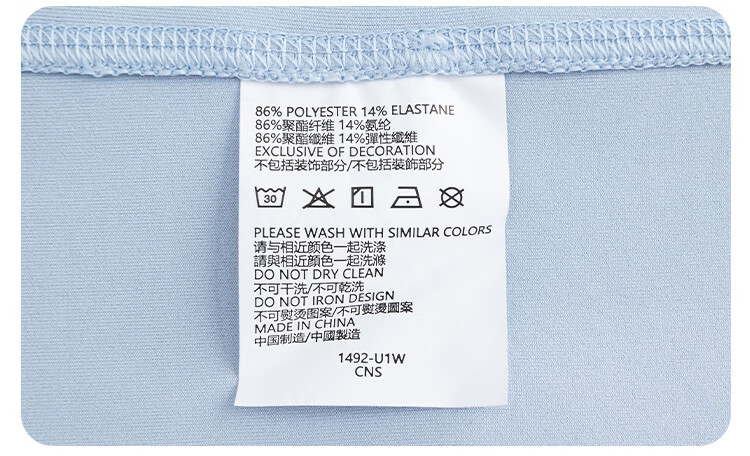 86% POLYESTER 14% ELASTANE
86%聚酯纤维 14%氨纶
86%聚酯纖維 14%彈性纖維
EXCLUSIVE OF DECORATION
不包括装饰部分/不包括裝飾部分
30
PLEASE WASH WITH SIMILAR COLORS
请与相近颜色一起洗涤
請與相近顏色一起洗滌
DO NOT DRY CLEAN
不可干洗/不可乾洗
DO NOT IRON DESIGN
不可熨烫图案/不可熨燙圖案
MADE IN CHINA
中国制造/中國製造
1492-U1W
CNS